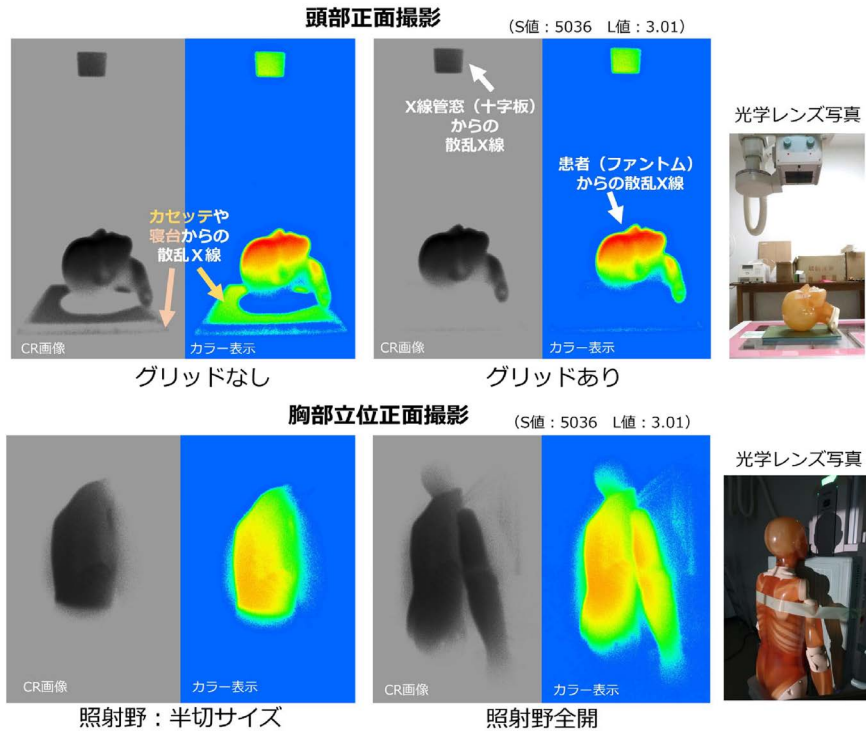 頭部正面撮影
（S値：5036　L値：3.01）
X線管窓（十字板）
からの
散乱X線
患者（ファントム）
からの散乱X線
カセッテや
寝台からの
散乱X線
CR画像
カラー表示
CR画像
カラー表示
グリッドなし
グリッドあり
光学レンズ写真
胸部立位正面撮影
（S値：5036　L値：3.01）
CR画像
カラー表示
CR画像
カラー表示
照射野：半切サイズ
照射野全開
光学レンズ写真